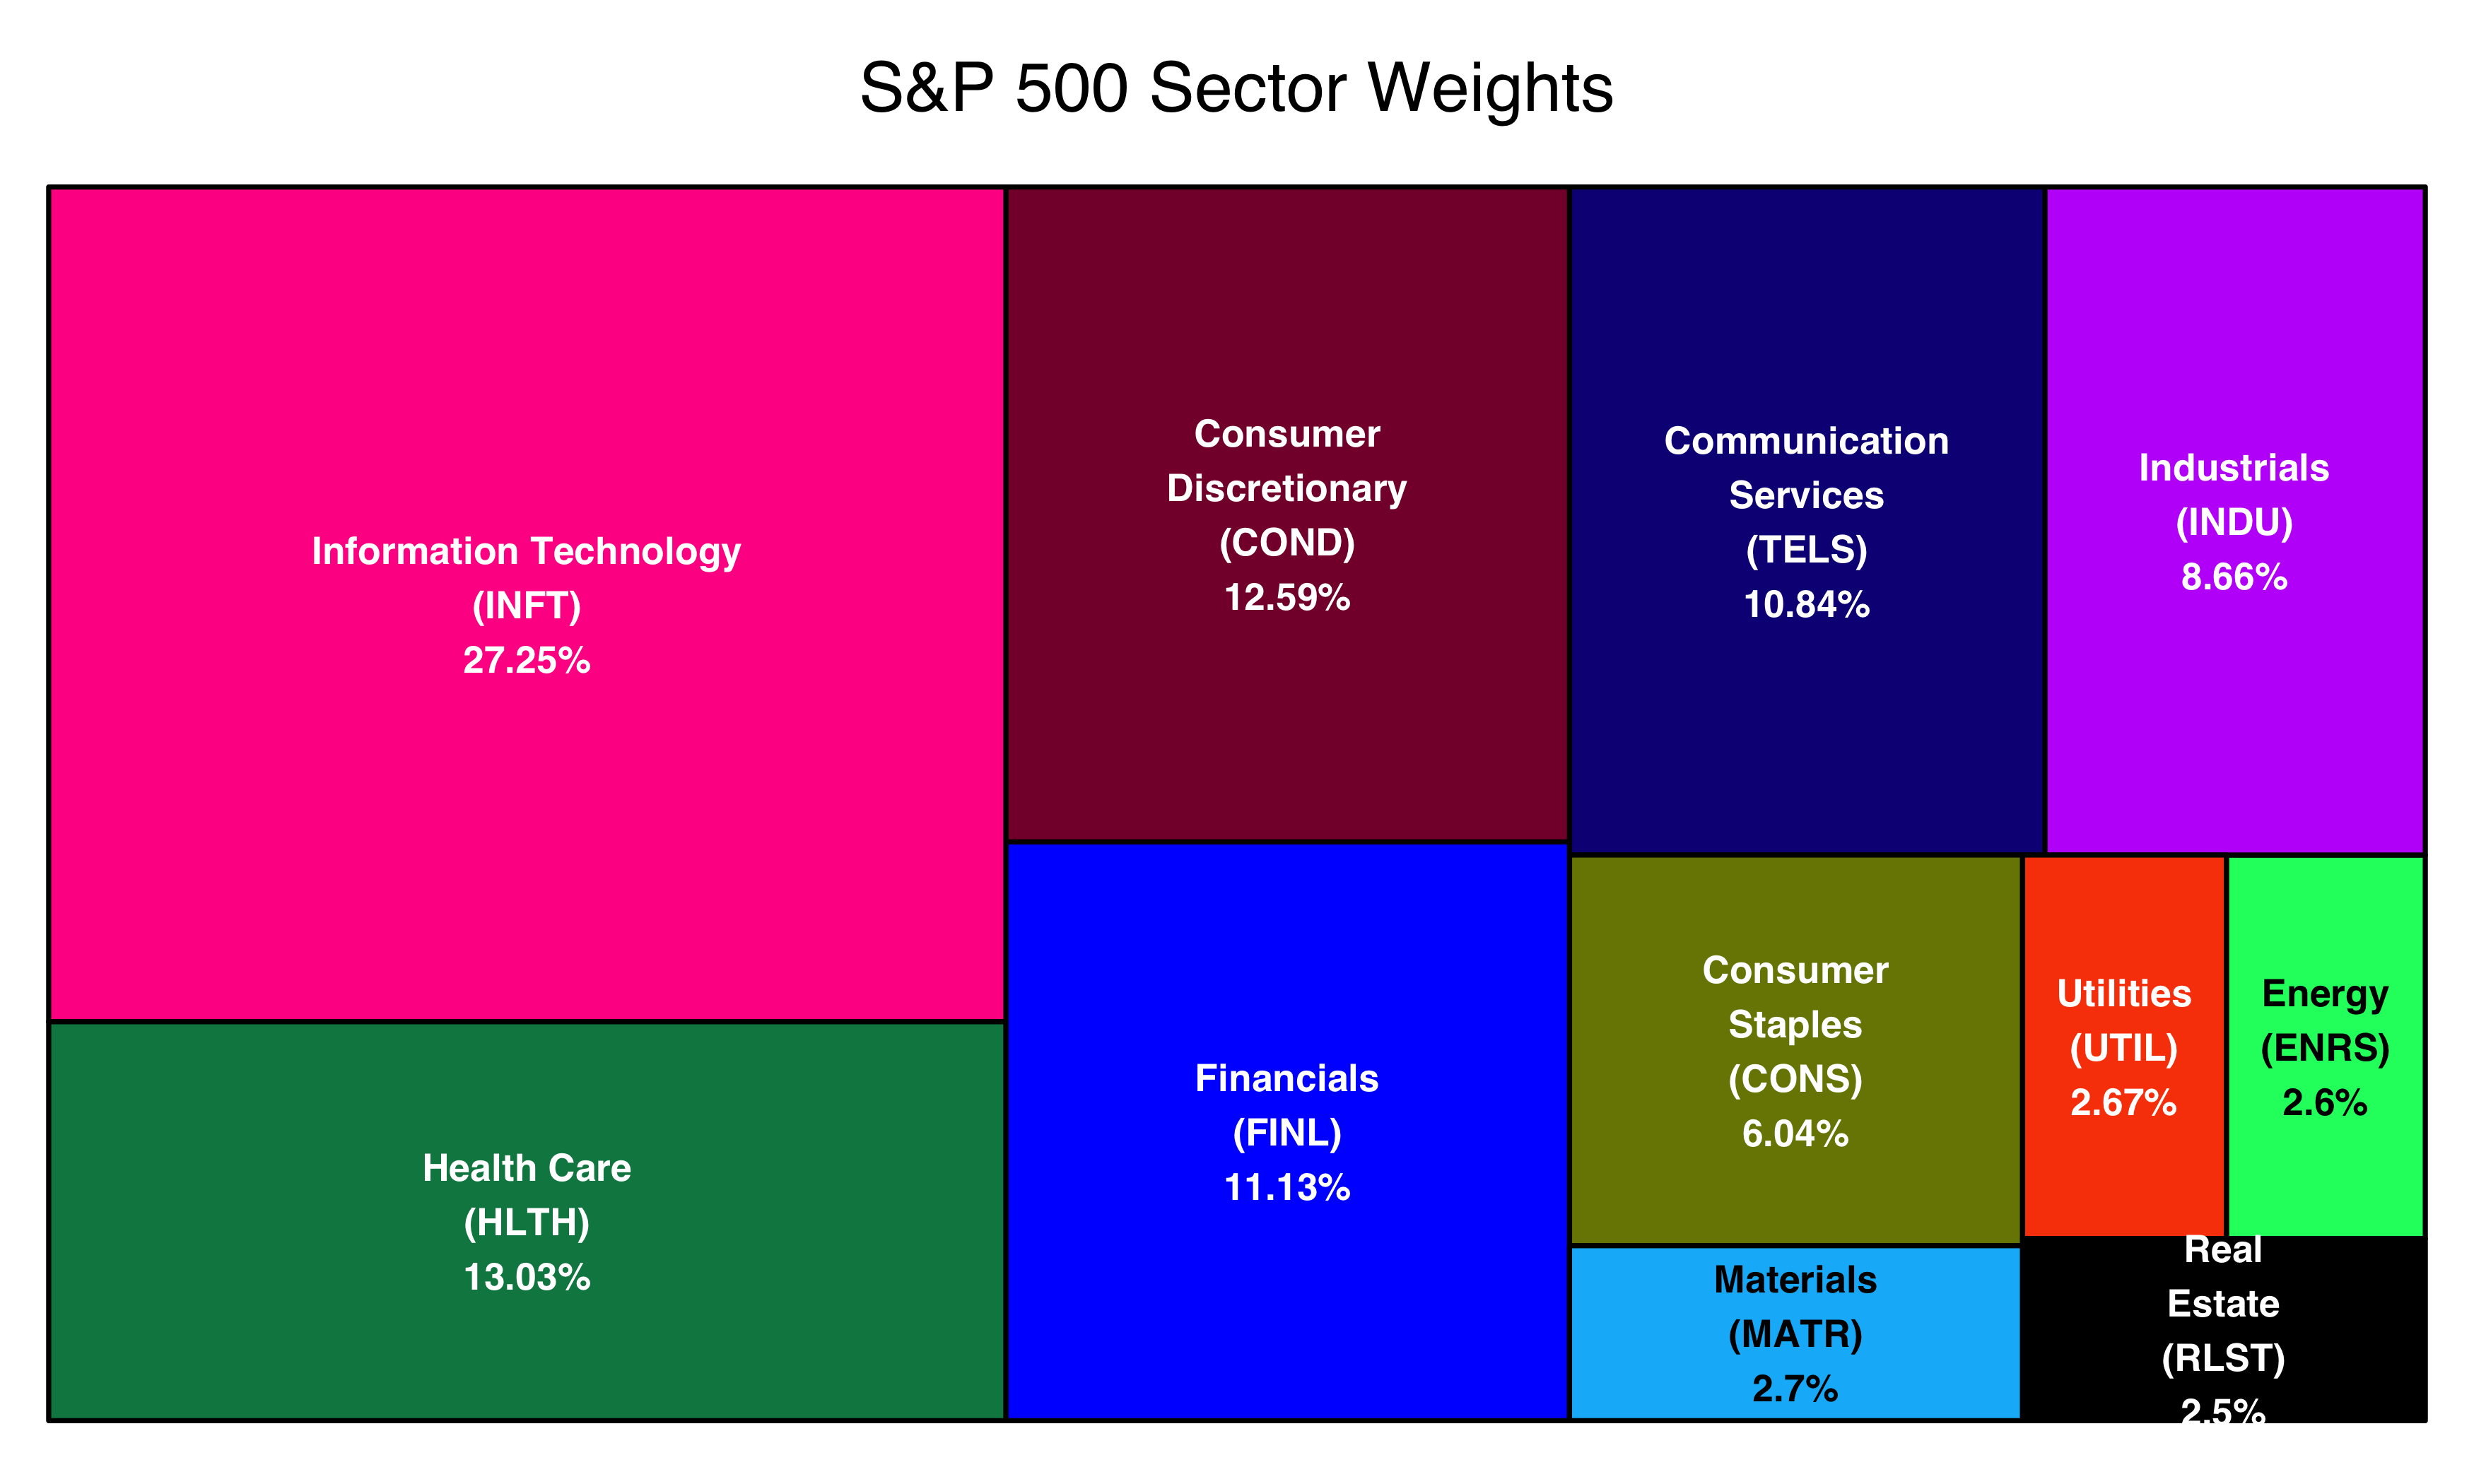 S&P 500 Sector Weights
Information Technology
(INFT)
27.25%
Health Care
(HLTH)
13.03%
Consumer
Discretionary
(COND)
12.59%
Financials
(FINL)
11.13%
Communication
Services
(TELS)
10.84%
Industrials
(INDU)
8.66%
Consumer
Staples
(CONS)
6.04%
Utilities
(UTIL)
2.67%
Energy
(ENRS)
2.6%
Materials
(MATR)
2.7%
Real
Estate
(RLST)
2.5%